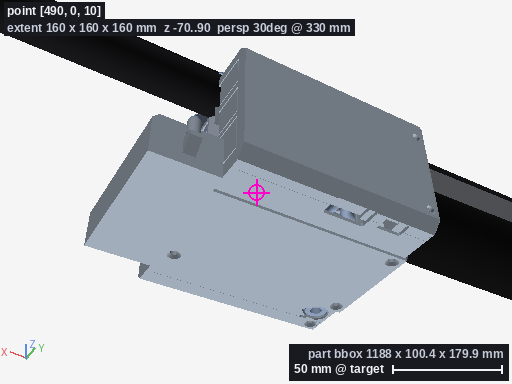 point [490, 0, 10]
extent 160 x 160 x 160 mm  z -70..90  persp 30deg @ 330 mm
X
Z
Y
part bbox 1188 x 100.4 x 179.9 mm
50 mm @ target